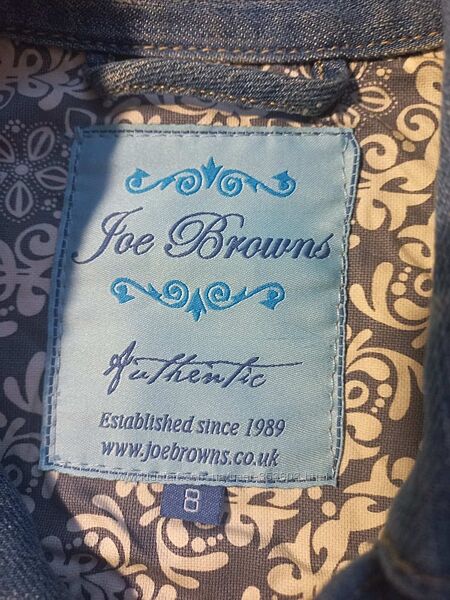 Joe Browns
Authentic
Established since 1989
www.joebrowns.co.uk
8